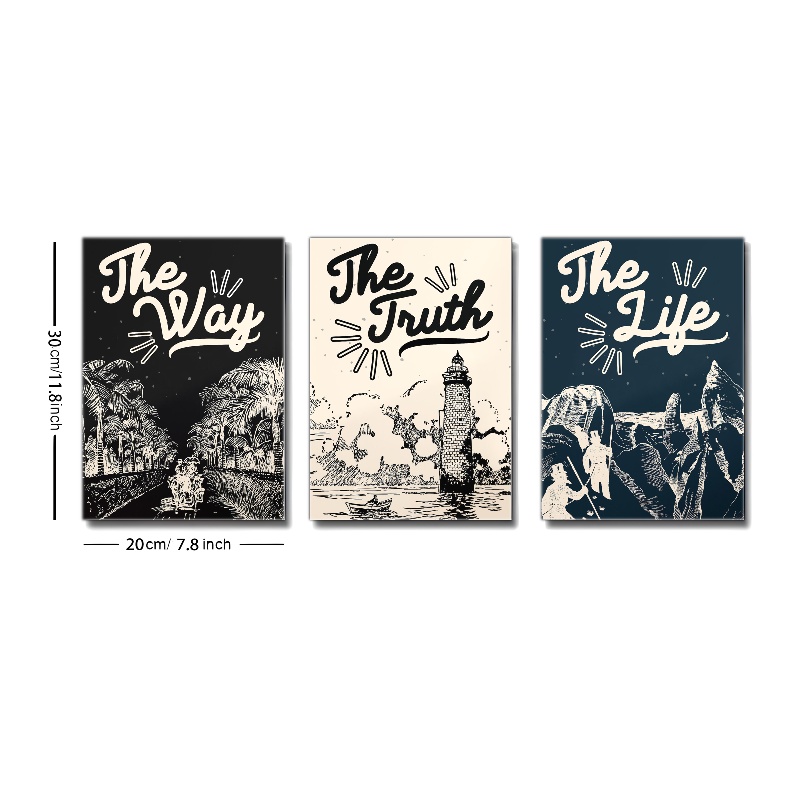 The
Way
The
Truth
The
Life
30cm/11.8inch
20cm/ 7.8 inch